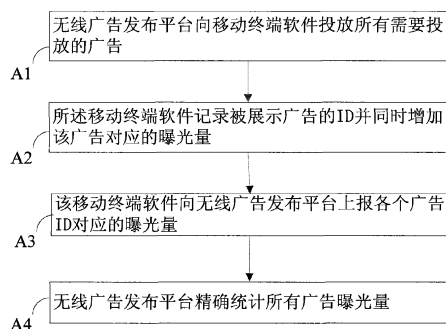 无线广告发布平台向移动终端软件投放所有需要投
放的广告
A1
所述移动终端软件记录被展示广告的ID并同时增加
该广告对应的曝光量
A2
该移动终端软件向无线广告发布平台上报各个广告
ID对应的曝光量
A3
无线广告发布平台精确统计所有广告曝光量
A4